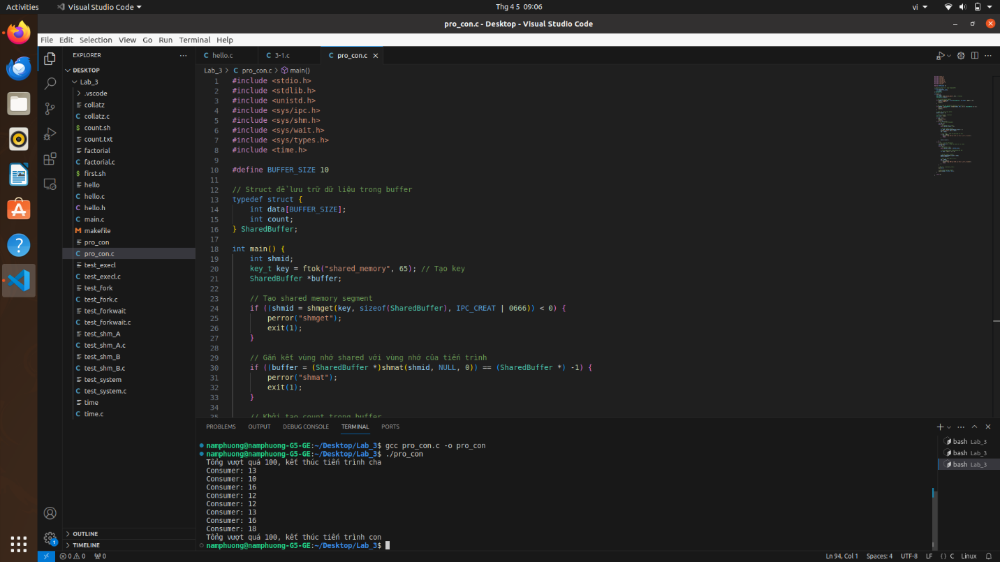 Activities
Visual Studio Code
Thg 4 5 09:06
vi
pro_con.c - Desktop - Visual Studio Code
File Edit Selection View Go Run Terminal Help
EXPLORER
DESKTOP
Lab_3
.vscode
collatz
C collatz.c
$ count.sh
count.txt
factorial
C factorial.c
$ first.sh
hello
C hello.c
C hello.h
C main.c
M makefile
pro_con
C pro_con.c
test_execl
C test_execl.c
test_fork
C test_fork.c
test_forkwait
C test_forkwait.c
test_shm_A
C test_shm_A.c
test_shm_B
C test_shm_B.c
test_system
C test_system.c
time
C time.c
OUTLINE
TIMELINE
C hello.c
C 3-1.c
C pro_con.c
Lab_3 > C pro_con.c > main()
1 #include <stdio.h>
2 #include <stdlib.h>
3 #include <unistd.h>
4 #include <sys/ipc.h>
5 #include <sys/shm.h>
6 #include <sys/wait.h>
7 #include <sys/types.h>
8 #include <time.h>
9
10 #define BUFFER_SIZE 10
11
12 // Struct để lưu trữ dữ liệu trong buffer
13 typedef struct {
14 int data[BUFFER_SIZE];
15 int count;
16 } SharedBuffer;
17
18 int main() {
19 int shmid;
20 key_t key = ftok("shared_memory", 65); // Tạo key
21 SharedBuffer *buffer;
22
23 // Tạo shared memory segment
24 if ((shmid = shmget(key, sizeof(SharedBuffer), IPC_CREAT | 0666)) < 0) {
25 perror("shmget");
26 exit(1);
27 }
28
29 // Gắn kết vùng nhớ shared với vùng nhớ của tiến trình
30 if ((buffer = (SharedBuffer *)shmat(shmid, NULL, 0)) == (SharedBuffer *) -1) {
31 perror("shmat");
32 exit(1);
33 }
34
35 // Khởi tạo count trong buffer
PROBLEMS OUTPUT DEBUG CONSOLE TERMINAL PORTS
namphuong@namphuong-G5-GE:~/Desktop/Lab_3$ gcc pro_con.c -o pro_con
namphuong@namphuong-G5-GE:~/Desktop/Lab_3$ ./pro_con
Tổng vượt quá 100, kết thúc tiến trình cha
Consumer: 13
Consumer: 10
Consumer: 16
Consumer: 12
Consumer: 12
Consumer: 13
Consumer: 16
Consumer: 18
Tổng vượt quá 100, kết thúc tiến trình con
namphuong@namphuong-G5-GE:~/Desktop/Lab_3$
bash Lab_3
bash Lab_3
bash Lab_3
1
0 0 0
Ln 94, Col 1 Spaces: 4 UTF-8 LF {} C Linux